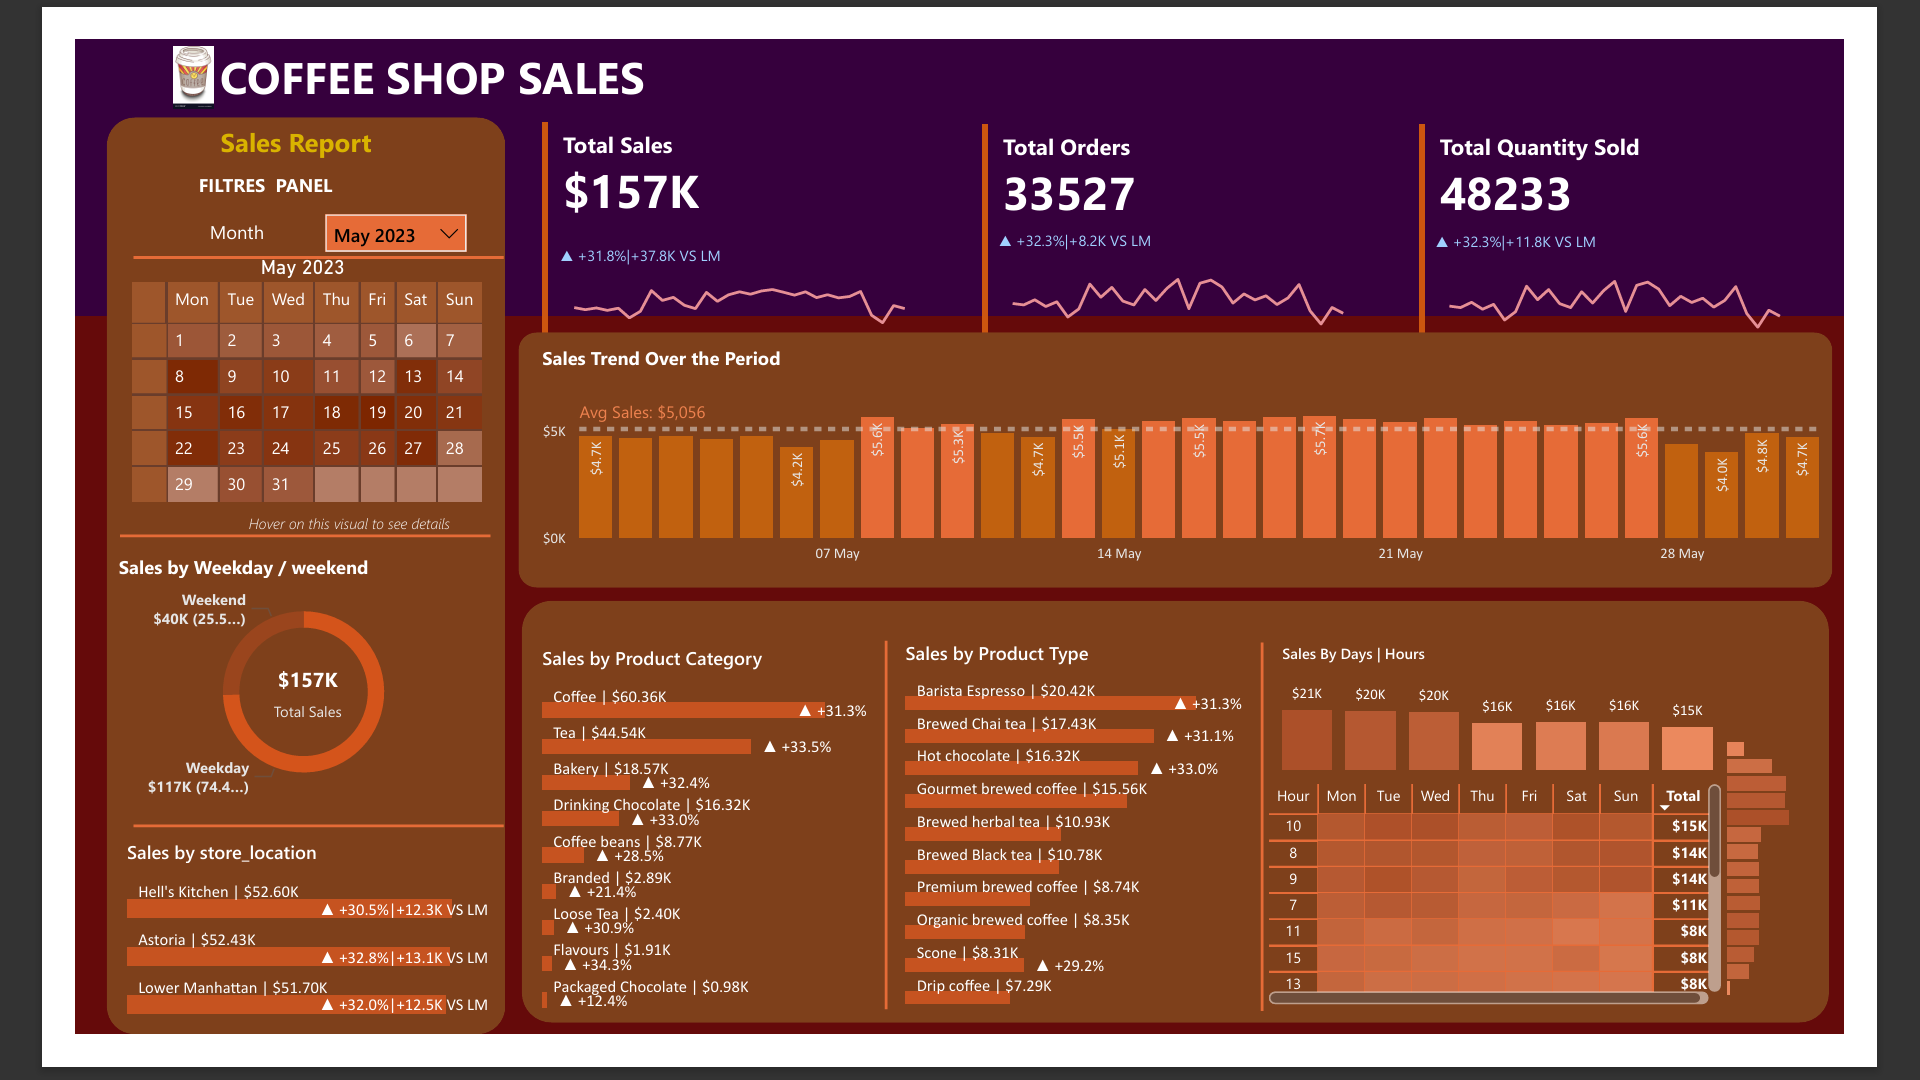 COFFEE SHOP SALES
Sales Report
FILTRES PANEL
Month
May 2023
May 2023
Mon Tue Wed Thu Fri Sat Sun
1 2 3 4 5 6 7
8 9 10 11 12 13 14
15 16 17 18 19 20 21
22 23 24 25 26 27 28
29 30 31
Hover on this visual to see details
Sales by Weekday / weekend
Weekend
$40K (25.5...)
$157K
Total Sales
Weekday
$117K (74.4...)
Sales by store_location
Hell's Kitchen | $52.60K
+30.5%|+12.3K VS LM
Astoria | $52.43K
+32.8%|+13.1K VS LM
Lower Manhattan | $51.70K
+32.0%|+12.5K VS LM
Total Sales
$157K
▲ +31.8%|+37.8K VS LM
Total Orders
33527
▲ +32.3%|+8.2K VS LM
Total Quantity Sold
48233
▲ +32.3%|+11.8K VS LM
Sales Trend Over the Period
Avg Sales: $5,056
$5K
$0K
$4.7K
$4.2K
$5.6K
$5.3K
$4.7K
$5.5K
$5.1K
$5.5K
$5.7K
$5.6K
$4.0K
$4.8K
$4.7K
07 May 14 May 21 May 28 May
Sales by Product Category
Coffee | $60.36K
▲ +31.3%
Tea | $44.54K
▲ +33.5%
Bakery | $18.57K
▲ +32.4%
Drinking Chocolate | $16.32K
▲ +33.0%
Coffee beans | $8.77K
▲ +28.5%
Branded | $2.89K
▲ +21.4%
Loose Tea | $2.40K
▲ +30.9%
Flavours | $1.91K
▲ +34.3%
Packaged Chocolate | $0.98K
▲ +12.4%
Sales by Product Type
Barista Espresso | $20.42K
▲ +31.3%
Brewed Chai tea | $17.43K
▲ +31.1%
Hot chocolate | $16.32K
▲ +33.0%
Gourmet brewed coffee | $15.56K
Brewed herbal tea | $10.93K
Brewed Black tea | $10.78K
Premium brewed coffee | $8.74K
Organic brewed coffee | $8.35K
Scone | $8.31K
▲ +29.2%
Drip coffee | $7.29K
Sales By Days | Hours
$21K $20K $20K $16K $16K $16K $15K
Hour Mon Tue Wed Thu Fri Sat Sun Total
10 $15K
8 $14K
9 $14K
7 $11K
11 $8K
15 $8K
13 $8K